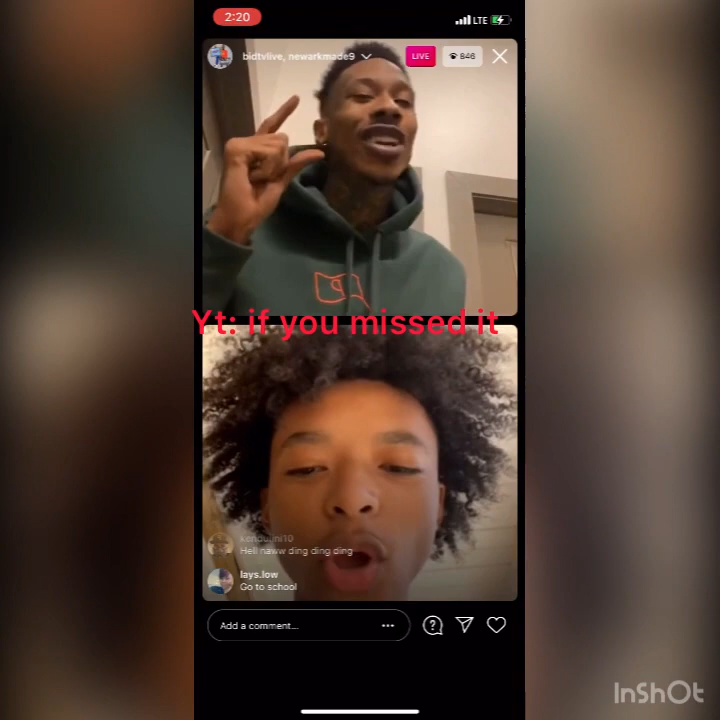 2:20
LTE
bidtvlive, newarkmade9
LIVE
846
Yt: if you missed it
Hell naww ding ding ding
lays.low
Go to school
Add a comment...
InShOt